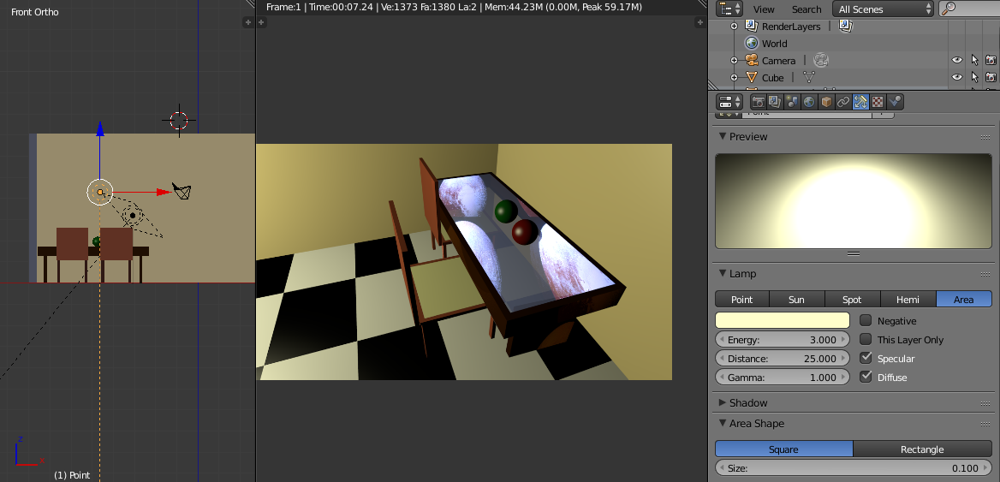 Front Ortho
Frame:1 | Time:00:07.24 | Ve:1373 Fa:1380 La:2 | Mem:44.23M (0.00M, Peak 59.17M)
View Search All Scenes
RenderLayers
World
Camera
Cube
Preview
Lamp
Point Sun Spot Hemi Area
Negative
Energy: 3.000 This Layer Only
Distance: 25.000 Specular
Gamma: 1.000 Diffuse
Shadow
Area Shape
Square Rectangle
Size: 0.100
z
x
(1) Point